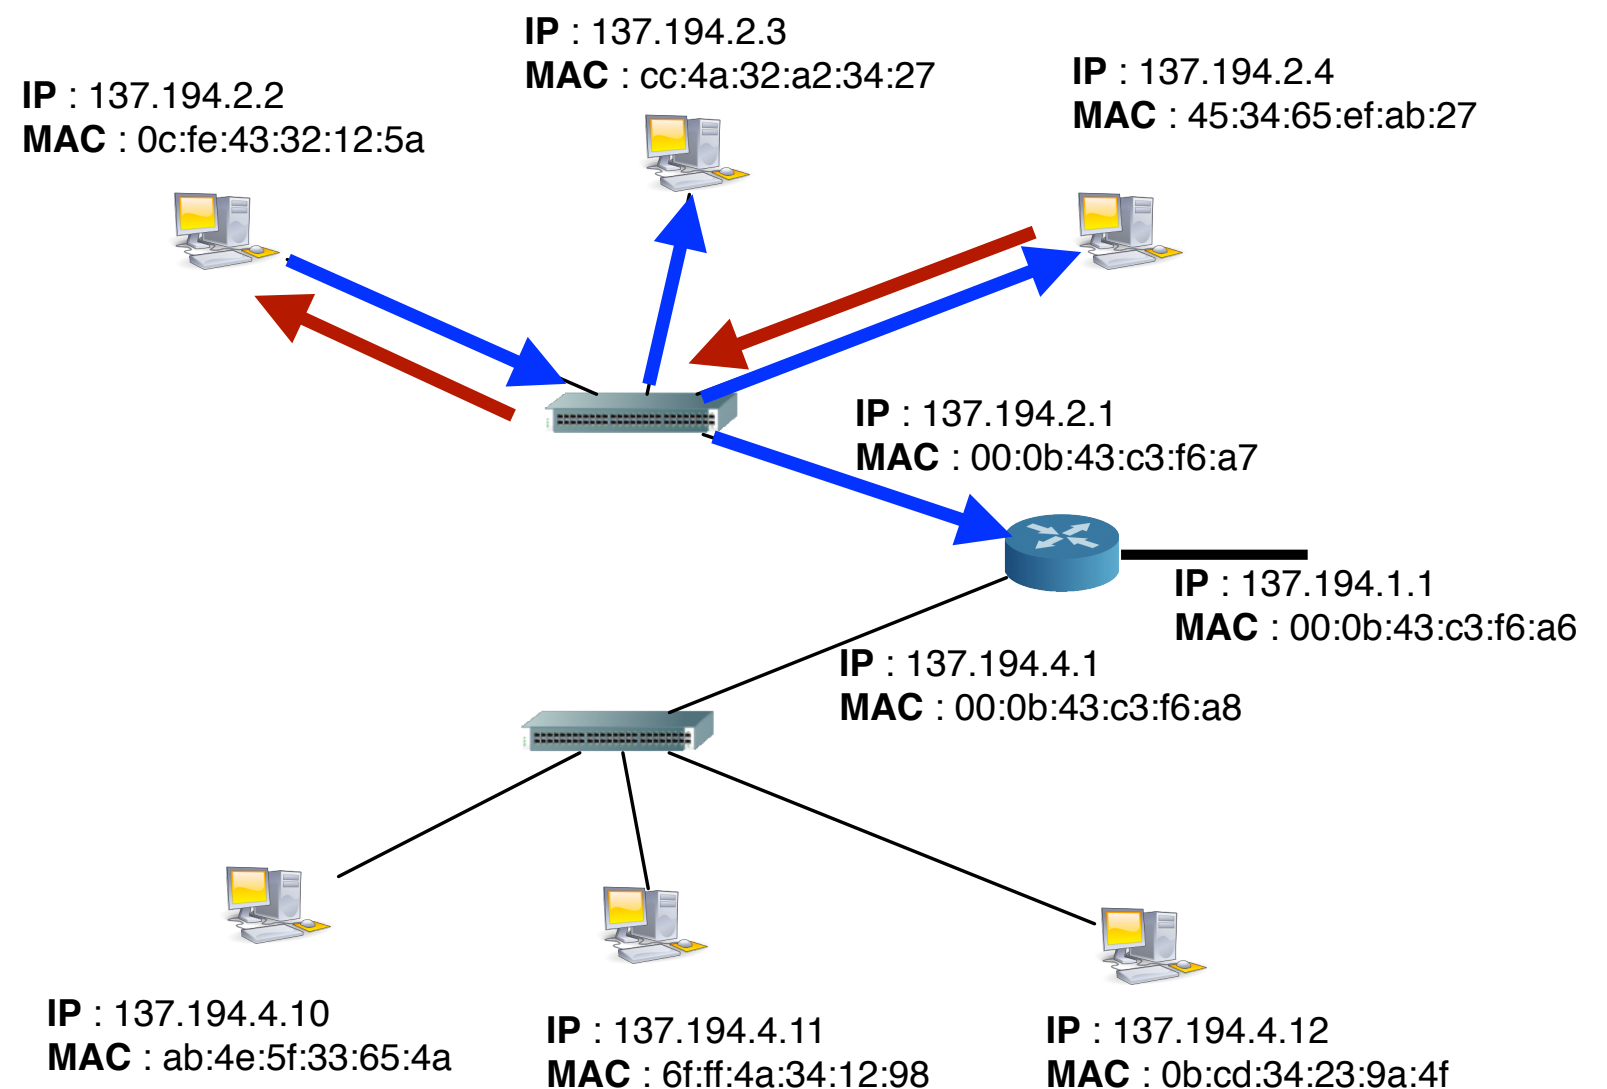 IP : 137.194.2.3
MAC : cc:4a:32:a2:34:27
IP : 137.194.2.4
MAC : 45:34:65:ef:ab:27
IP : 137.194.2.2
MAC : 0c:fe:43:32:12:5a
IP : 137.194.2.1
MAC : 00:0b:43:c3:f6:a7
IP : 137.194.1.1
MAC : 00:0b:43:c3:f6:a6
IP : 137.194.4.1
MAC : 00:0b:43:c3:f6:a8
IP : 137.194.4.10
MAC : ab:4e:5f:33:65:4a
IP : 137.194.4.11
MAC : 6f:ff:4a:34:12:98
IP : 137.194.4.12
MAC : 0b:cd:34:23:9a:4f